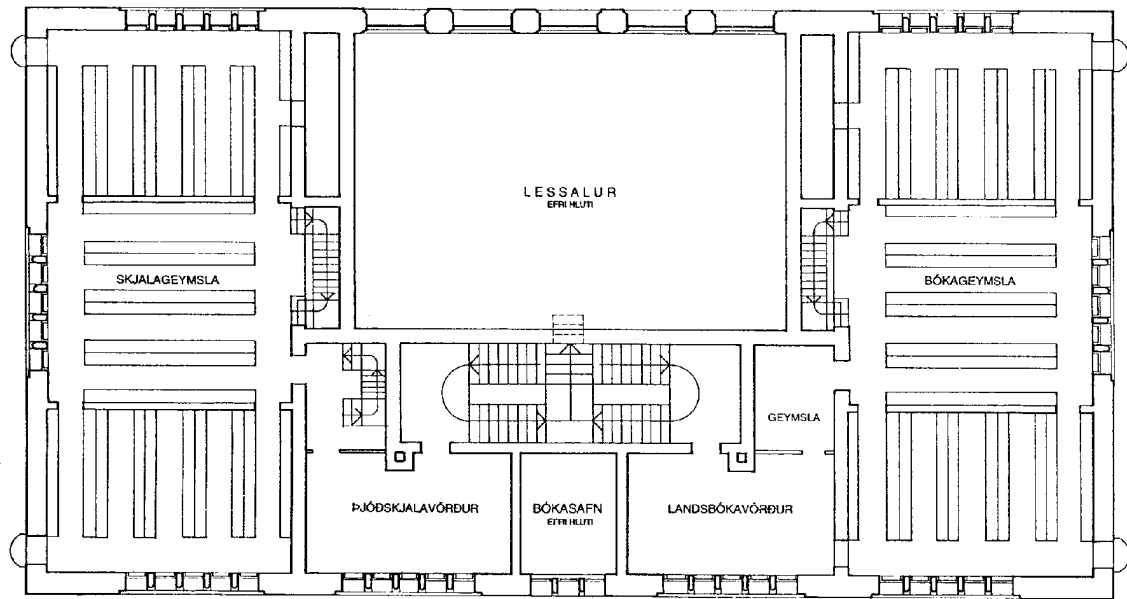 LESSALUR
EFRI HLUTI
SKJALAGEYMSLA
BÓKAGEYMSLA
GEYMSLA
ÞJÓÐSKJALAVÖRÐUR
BÓKASAFN
EFRI HLUTI
LANDSBÓKAVÖRÐUR